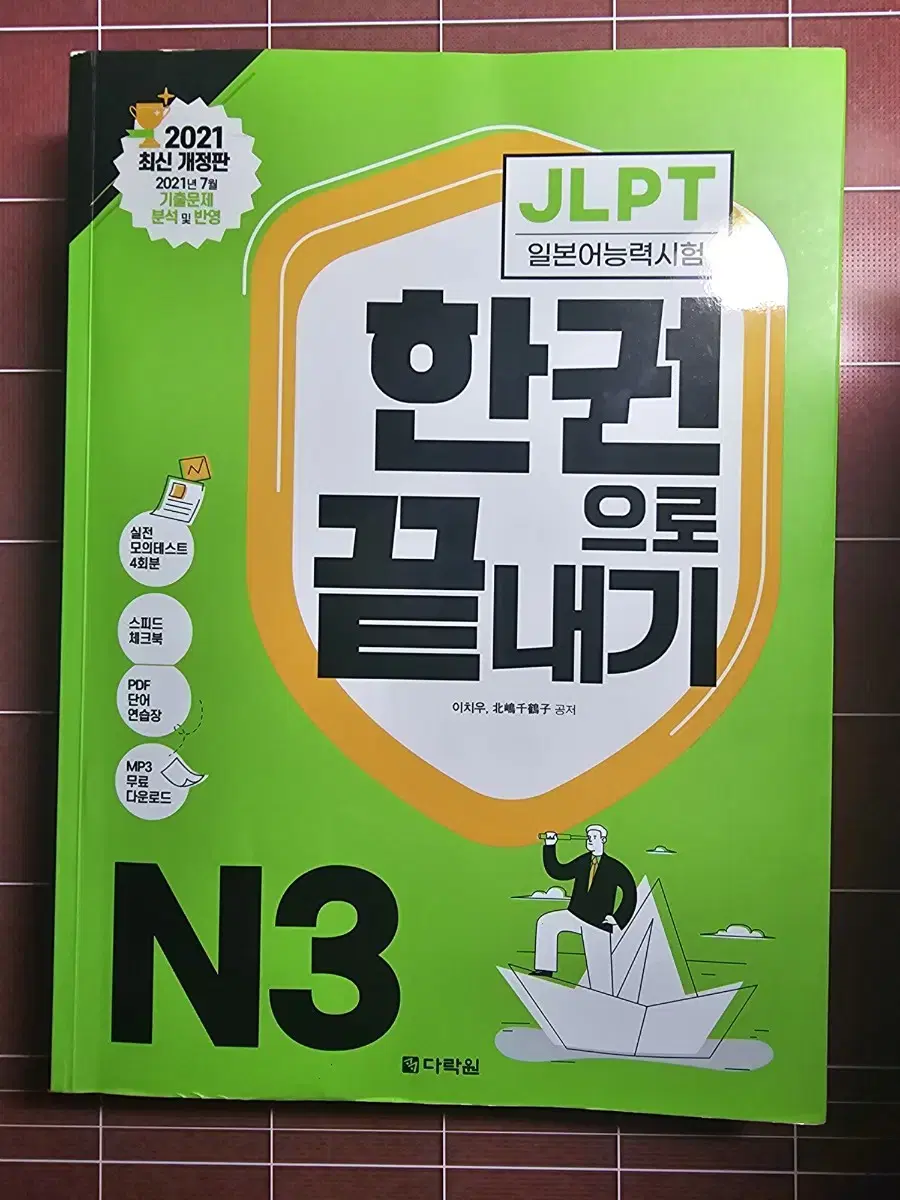 2021
최신 개정판
2021년 7월
기출문제
분석 및 반영
JLPT
일본어능력시험
한권
으로
끝내기
이치우, 北嶋千鶴子 공저
실전
모의테스트
4회분
스피드
체크북
PDF
단어
연습장
MP3
무료
다운로드
N3
다락원